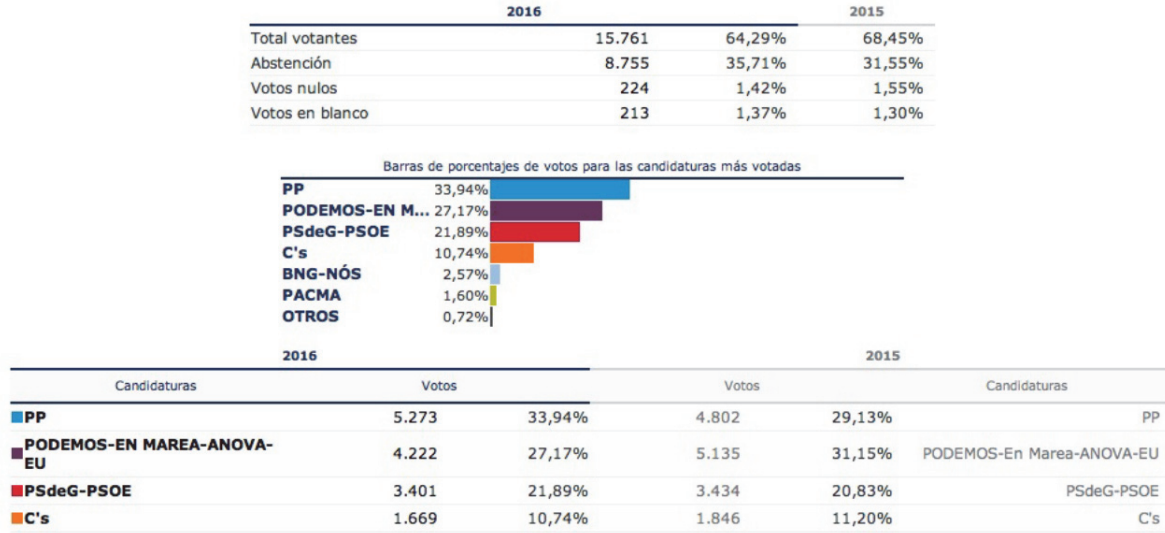 2016 2015
Total votantes 15.761 64,29% 68,45%
Abstención 8.755 35,71% 31,55%
Votos nulos 224 1,42% 1,55%
Votos en blanco 213 1,37% 1,30%
Barras de porcentajes de votos para las candidaturas más votadas
PP 33,94%
PODEMOS-EN M... 27,17%
PSdeG-PSOE 21,89%
C's 10,74%
BNG-NÓS 2,57%
PACMA 1,60%
OTROS 0,72%
2016 2015
Candidaturas Votos Votos Candidaturas
PP 5.273 33,94% 4.802 29,13% PP
PODEMOS-EN MAREA-ANOVA-
EU 4.222 27,17% 5.135 31,15% PODEMOS-En Marea-ANOVA-EU
PSdeG-PSOE 3.401 21,89% 3.434 20,83% PSdeG-PSOE
C's 1.669 10,74% 1.846 11,20% C's